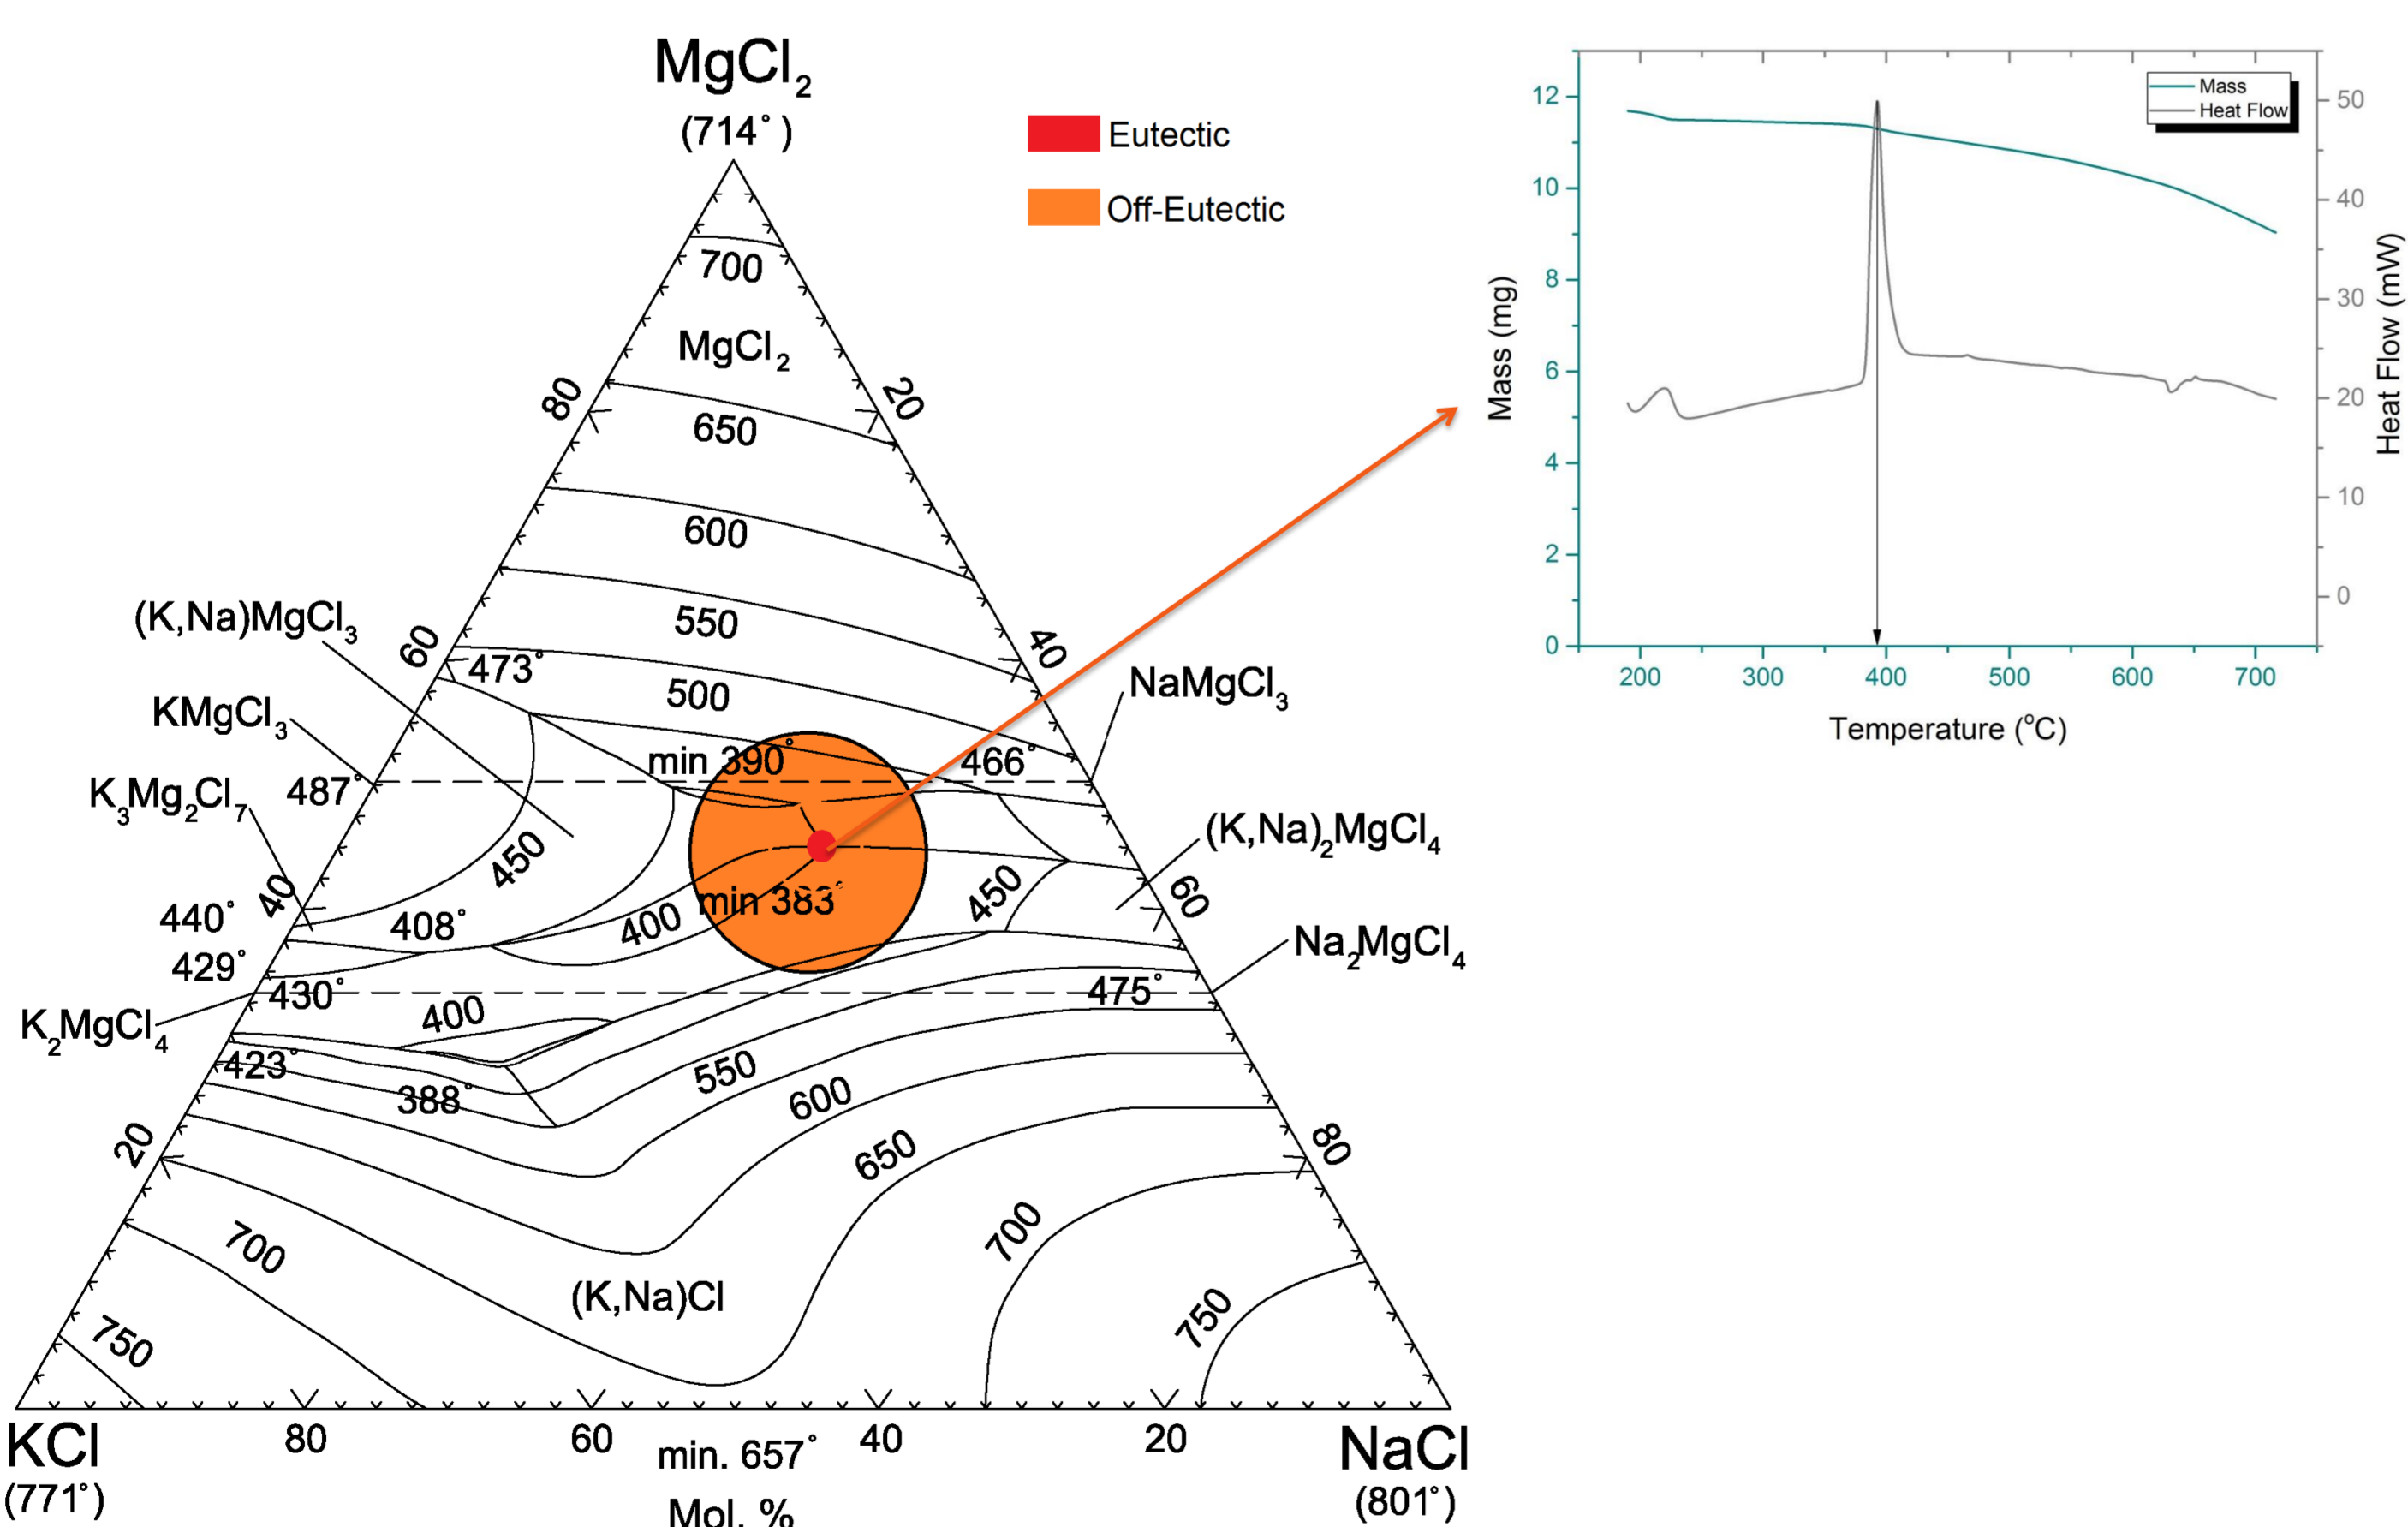 MgCl2
(714°)
Eutectic
Off-Eutectic
700
MgCl2
80
20
650
600
550
(K,Na)MgCl3
60
40
473°
500
NaMgCl3
KMgCl3
min 390°
466°
487°
K3Mg2Cl7
(K,Na)2MgCl4
450
450
40
60
440°
408°
400
min 383°
429°
Na2MgCl4
430°
475°
K2MgCl4
400
423°
550
388°
600
20
650
80
700
700
(K,Na)Cl
750
750
KCl
(771°)
80
60
min. 657°
40
20
NaCl
(801°)
Mol. %
Mass
Heat Flow
12
10
8
6
4
2
0
Mass (mg)
50
40
30
20
10
0
Heat Flow (mW)
200
300
400
500
600
700
Temperature (°C)